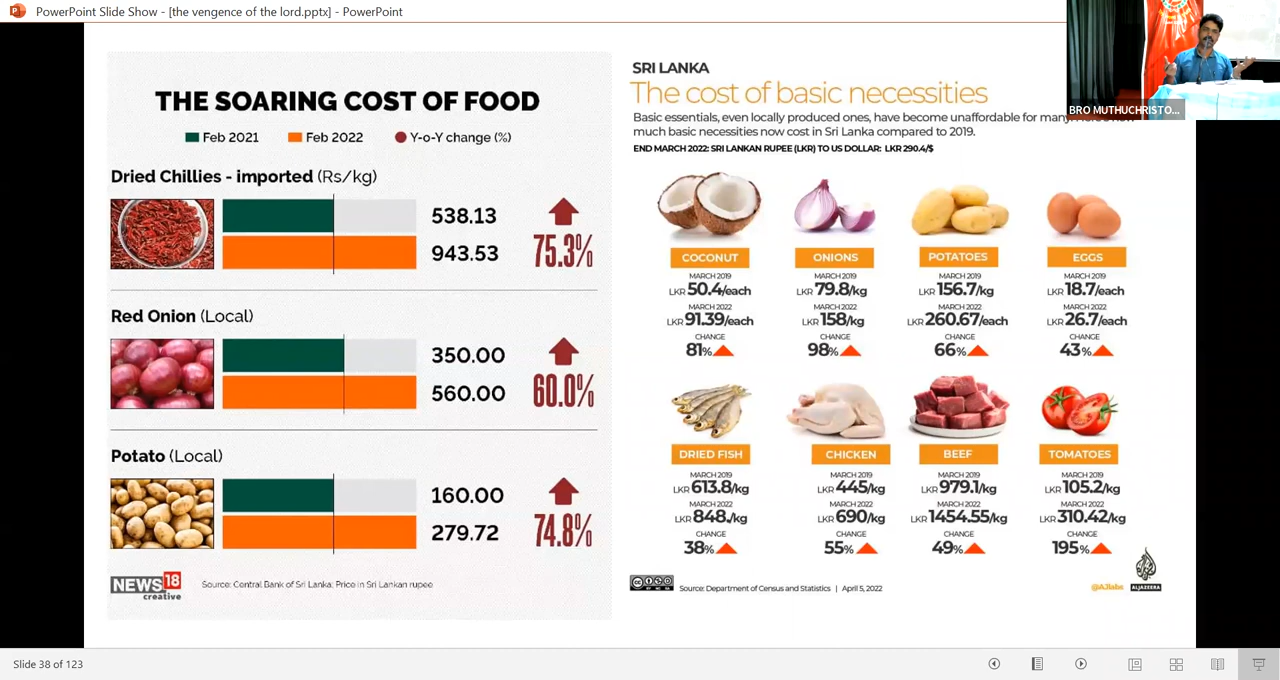 PowerPoint Slide Show - [the vengence of the lord.pptx] - PowerPoint
BRO MUTHUCHRISTO...
THE SOARING COST OF FOOD
Feb 2021 Feb 2022 Y-o-Y change (%)
Dried Chillies - imported (Rs/kg)
538.13
943.53
75.3%
Red Onion (Local)
350.00
560.00
60.0%
Potato (Local)
160.00
279.72
74.8%
NEWS18
creative
Source: Central Bank of Sri Lanka; Price in Sri Lankan rupee
SRI LANKA
The cost of basic necessities
Basic essentials, even locally produced ones, have become unaffordable for many.
much basic necessities now cost in Sri Lanka compared to 2019.
END MARCH 2022: SRI LANKAN RUPEE (LKR) TO US DOLLAR: LKR 290.4/$
COCONUT
MARCH 2019
LKR 50.4/each
MARCH 2022
LKR 91.39/each
CHANGE
81%
ONIONS
MARCH 2019
LKR 79.8/kg
MARCH 2022
LKR 158/kg
CHANGE
98%
POTATOES
MARCH 2019
LKR 156.7/kg
MARCH 2022
LKR 260.67/each
CHANGE
66%
EGGS
MARCH 2019
LKR 18.7/each
MARCH 2022
LKR 26.7/each
CHANGE
43%
DRIED FISH
MARCH 2019
LKR 613.8/kg
MARCH 2022
LKR 848./kg
CHANGE
38%
CHICKEN
MARCH 2019
LKR 445/kg
MARCH 2022
LKR 690/kg
CHANGE
55%
BEEF
MARCH 2019
LKR 979.1/kg
MARCH 2022
LKR 1454.55/kg
CHANGE
49%
TOMATOES
MARCH 2019
LKR 105.2/kg
MARCH 2022
LKR 310.42/kg
CHANGE
195%
Source: Department of Census and Statistics | April 5, 2022
@AJlabs
ALJAZEERA
Slide 38 of 123